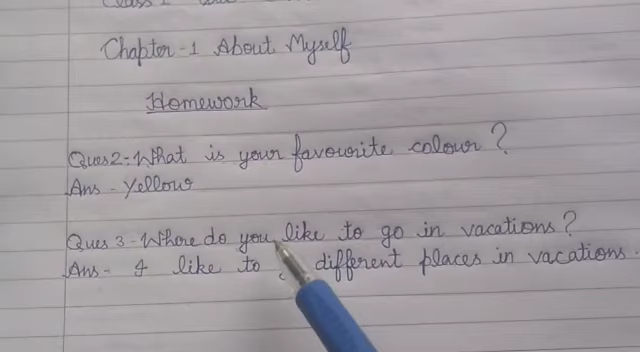 Chapter-1 About Myself
Homework
Ques2:- What is your favourite colour?
Ans - Yellow
Ques 3 - Where do you like to go in vacations?
Ans - I like to different places in vacations.